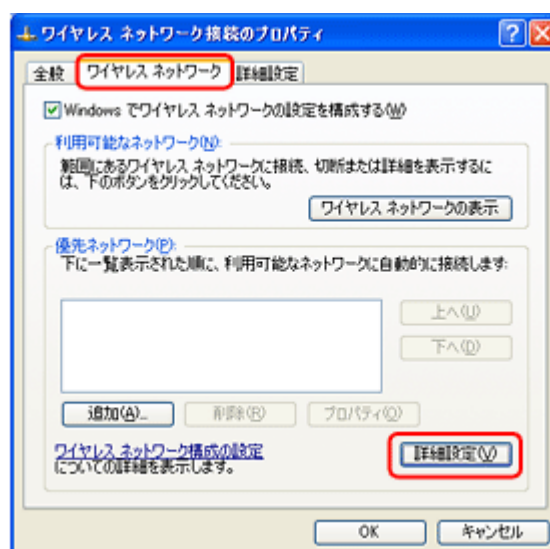 ワイヤレス ネットワーク接続のプロパティ
全般 ワイヤレス ネットワーク 詳細設定
Windows でワイヤレス ネットワークの設定を構成する(W)
利用可能なネットワーク(N):
範囲にあるワイヤレス ネットワークに接続、切断または詳細を表示するに
は、下のボタンをクリックしてください。
ワイヤレス ネットワークの表示
優先ネットワーク(P):
下に一覧表示された順に、利用可能なネットワークに自動的に接続します:
上へ(U)
下へ(D)
追加(A)... 削除(R) プロパティ(O)
ワイヤレス ネットワーク構成の設定
についての詳細を表示します。
詳細設定(V)
OK キャンセル